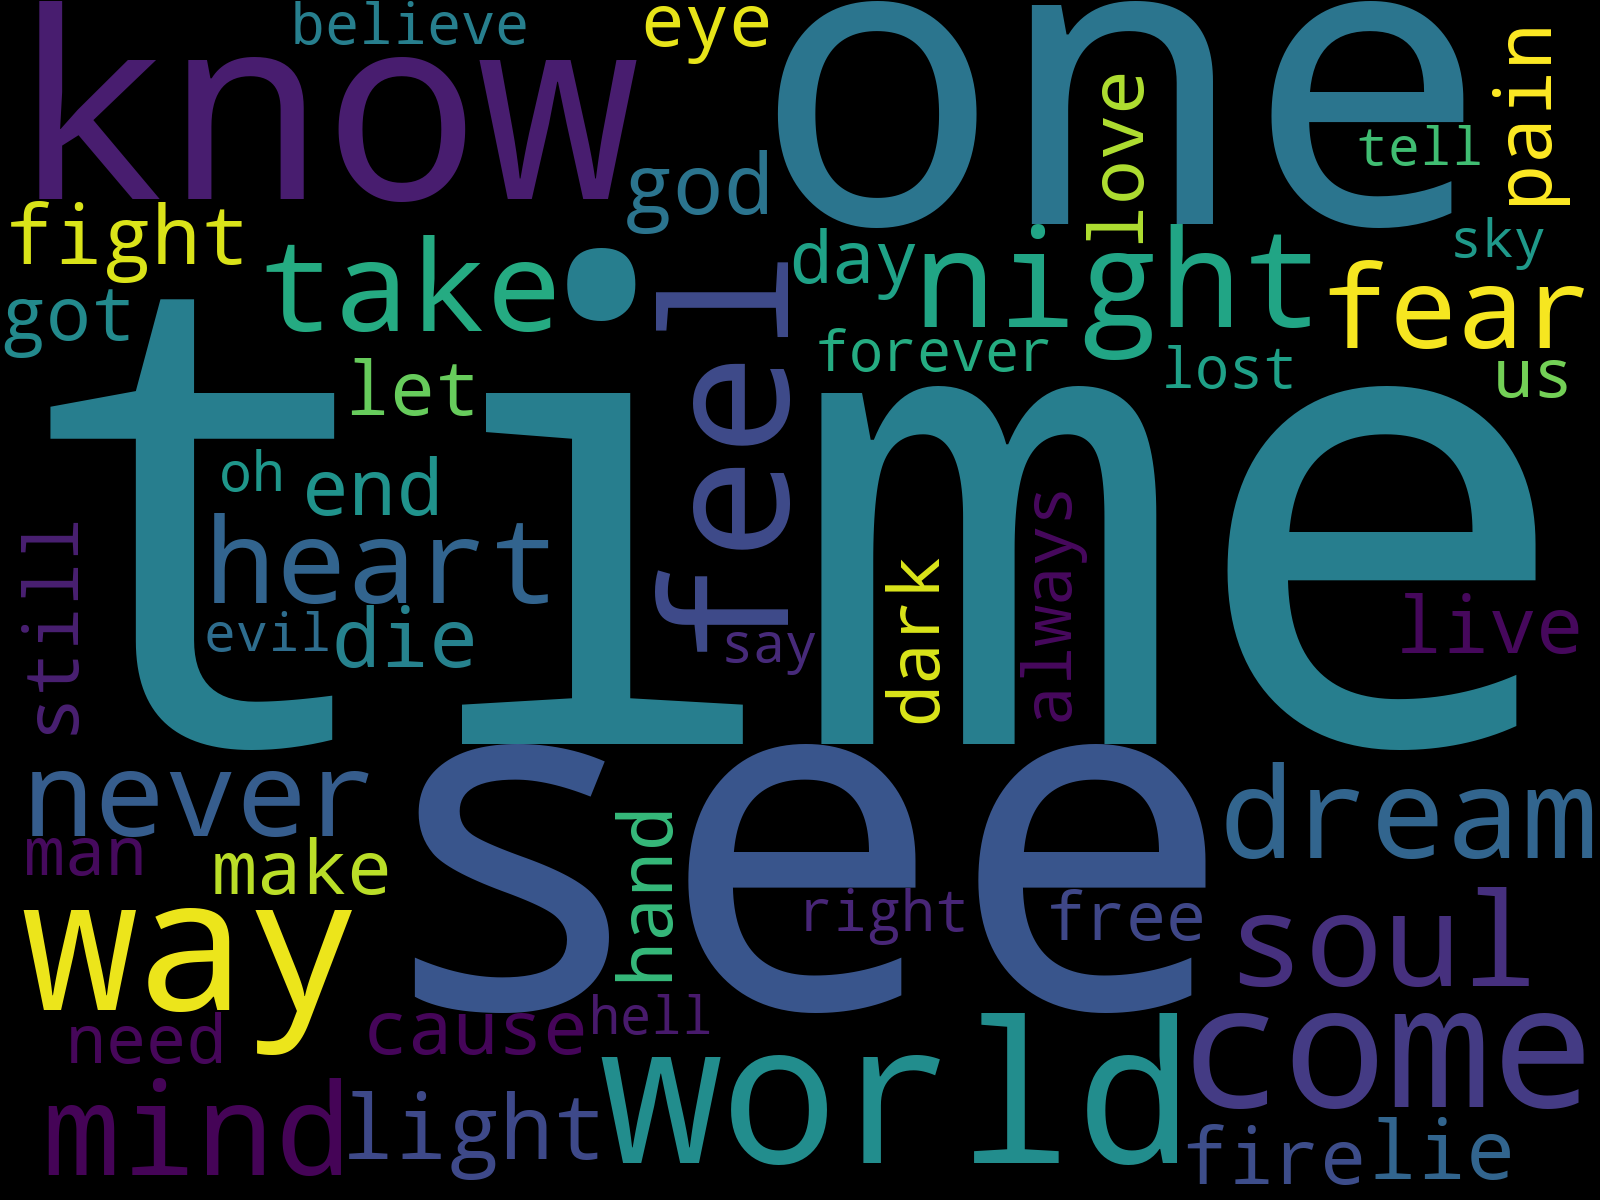 believe
eye
know
one
love
pain
tell
god
fight
take
day
night
sky
got
feel
fear
forever
lost
us
let
time
oh
end
heart
still
dark
always
evil
die
say
live
never
see
dream
man
make
hand
way
right
free
soul
need
cause
hell
world
come
mind
light
fire
lie